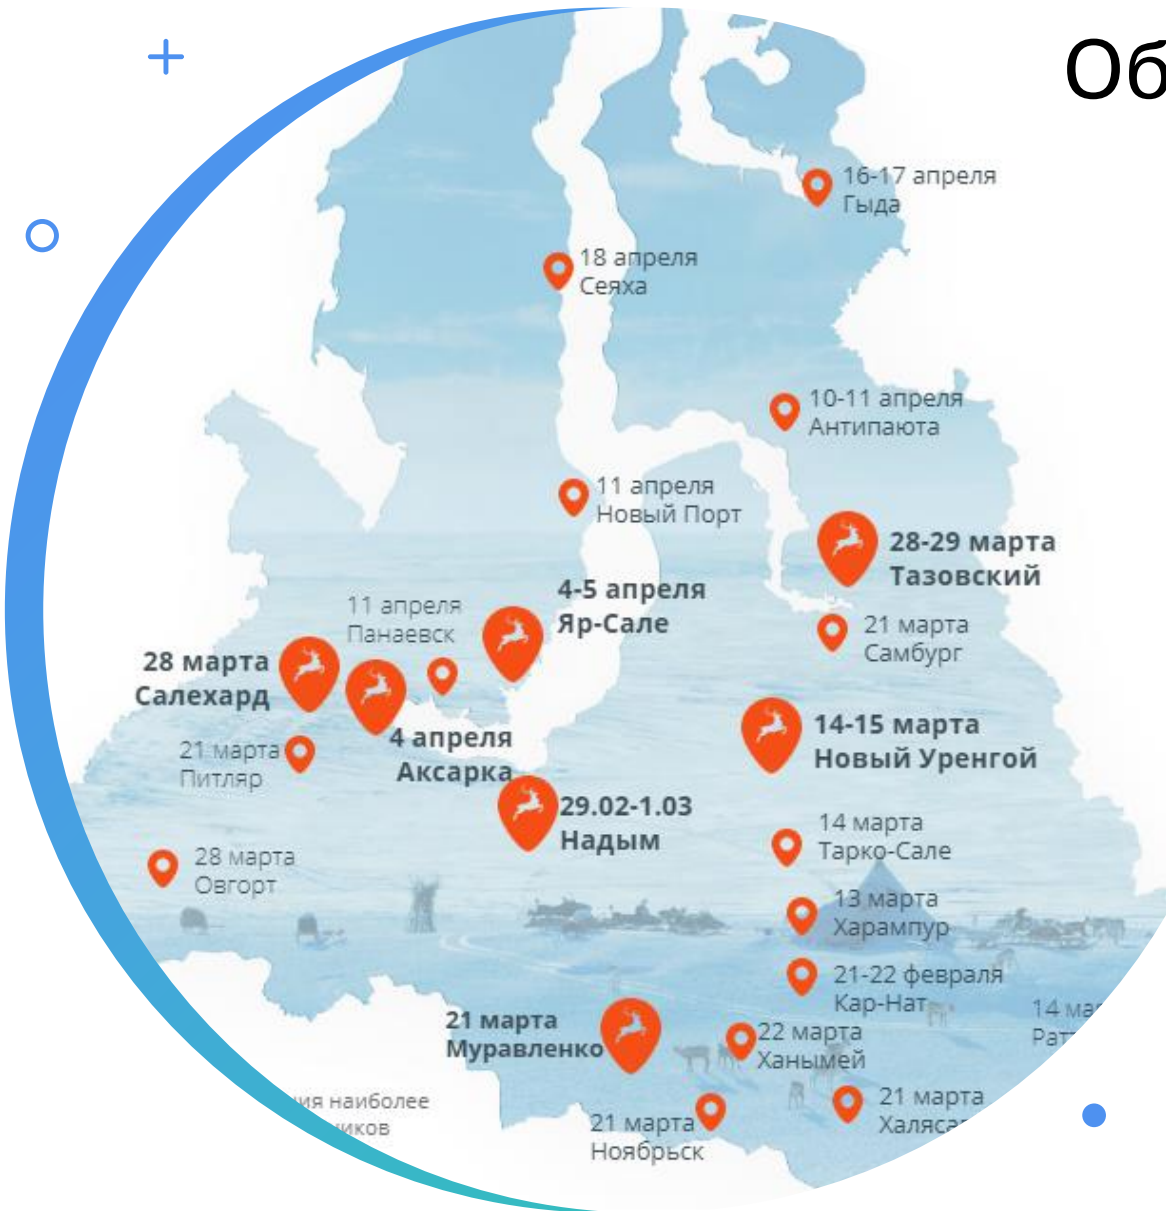 16-17 апреля
Гыда
18 апреля
Сеяха
10-11 апреля
Антипаюта
11 апреля
Новый Порт
28-29 марта
Тазовский
4-5 апреля
Яр-Сале
11 апреля
Панаевск
21 марта
Самбург
28 марта
Салехард
14-15 марта
Новый Уренгой
4 апреля
Аксарка
21 марта
Питляр
29.02-1.03
Надым
14 марта
Тарко-Сале
28 марта
Овгорт
13 марта
Харампур
21-22 февраля
Кар-Нат
14
21 марта
Муравленко
22 марта
Ханымей
21 марта
наиболее
21 марта
Ноябрьск